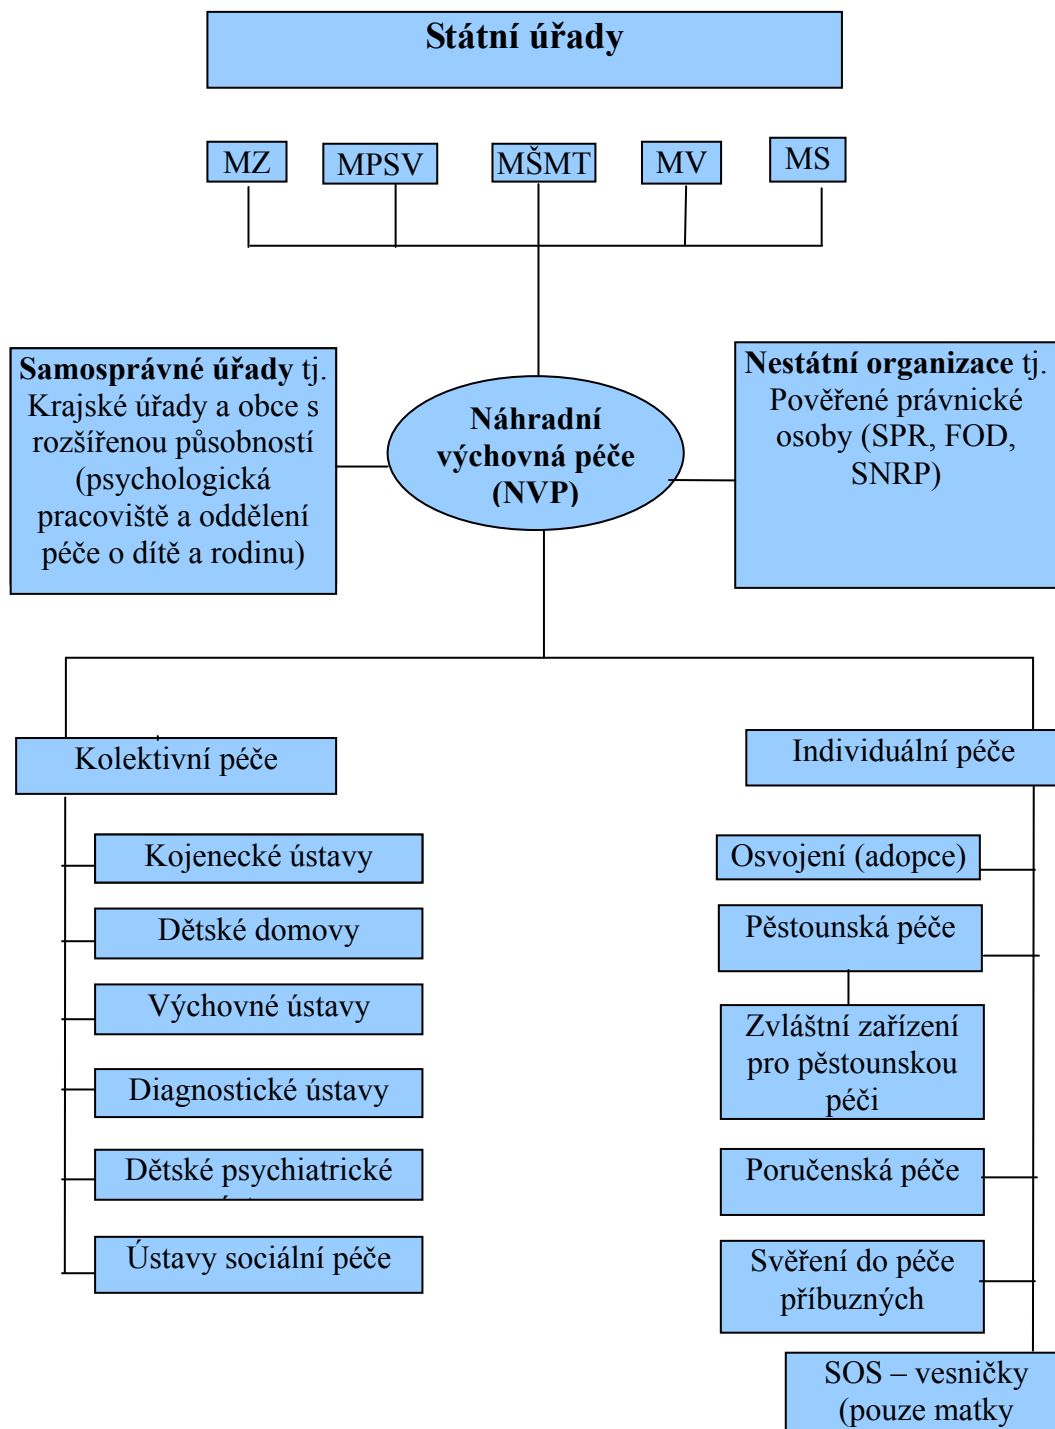 Státní úřady
MZ
MPSV
MŠMT
MV
MS
Samosprávné úřady tj.
Krajské úřady a obce s
rozšířenou působností
(psychologická
pracoviště a oddělení
péče o dítě a rodinu)
Náhradní
výchovná péče
(NVP)
Nestátní organizace tj.
Pověřené právnické
osoby (SPR, FOD,
SNRP)
Kolektivní péče
Kojenecké ústavy
Dětské domovy
Výchovné ústavy
Diagnostické ústavy
Dětské psychiatrické
Ústavy sociální péče
Individuální péče
Osvojení (adopce)
Pěstounská péče
Zvláštní zařízení
pro pěstounskou
péči
Poručenská péče
Svěření do péče
příbuzných
SOS – vesničky
(pouze matky